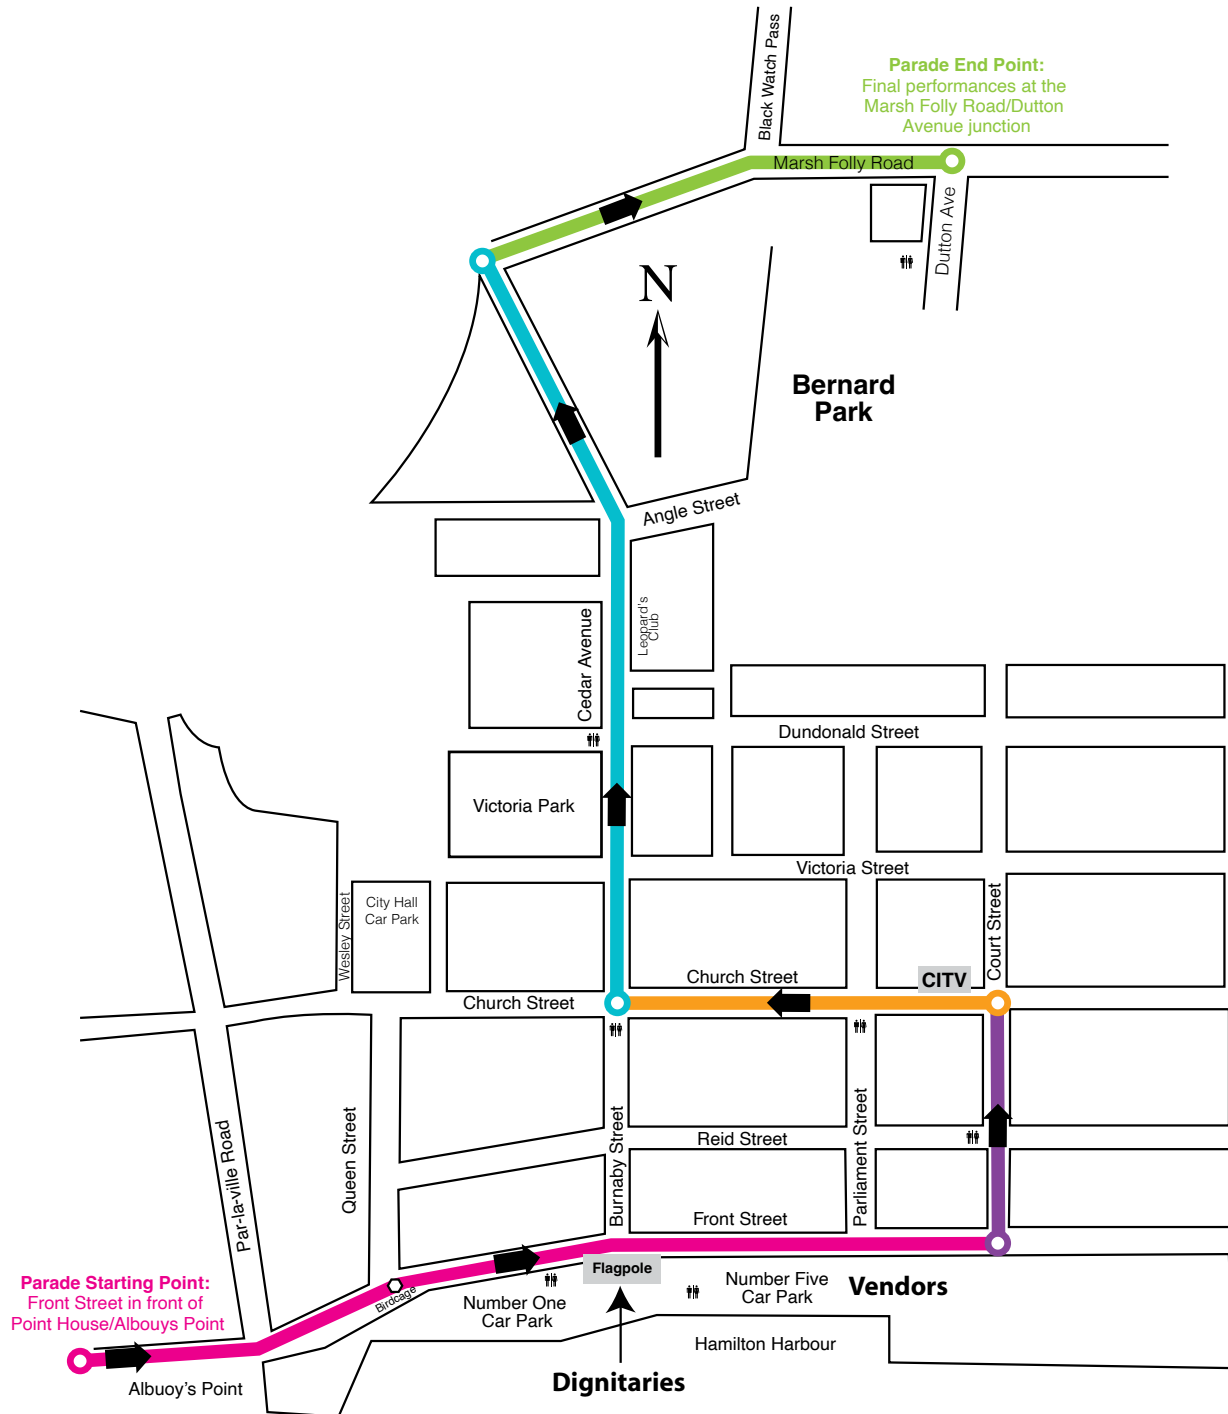 Black Watch Pass
Parade End Point:
Final performances at the
Marsh Folly Road/Dutton
Avenue junction
Marsh Folly Road
Dutton Ave
N
Bernard
Park
Angle Street
Leopard's
Club
Cedar Avenue
Dundonald Street
Victoria Park
Victoria Street
Wesley Street
City Hall
Car Park
Court Street
Church Street
CITV
Church Street
Par-la-ville Road
Queen Street
Burnaby Street
Reid Street
Parliament Street
Front Street
Parade Starting Point:
Front Street in front of
Point House/Albouys Point
Birdcage
Flagpole
Number One
Car Park
Number Five
Car Park
Vendors
Hamilton Harbour
Albuoy's Point
Dignitaries